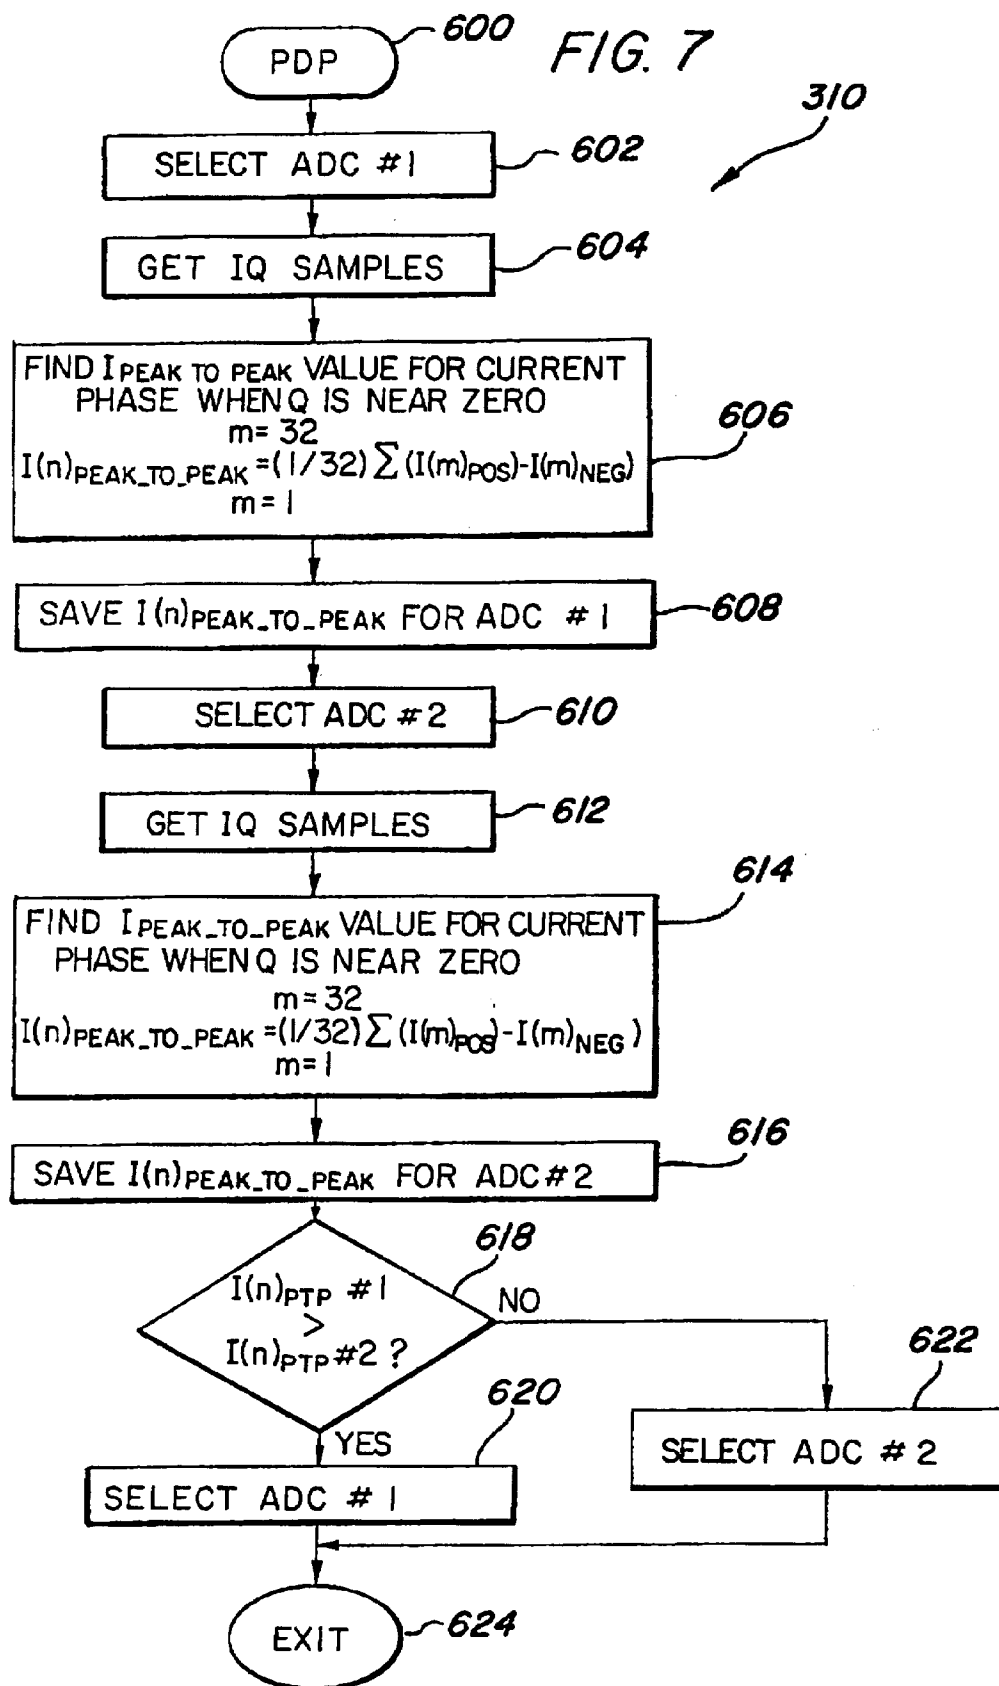 600
FIG. 7
PDP
310
SELECT ADC #1
602
GET IQ SAMPLES
604
FIND IPEAK TO PEAK VALUE FOR CURRENT
PHASE WHEN Q IS NEAR ZERO
m= 32
I(n)PEAK_TO_PEAK =(1/32) ∑ (I(m)POS)-I(m)NEG)
m= 1
606
SAVE I(n)PEAK_TO_PEAK FOR ADC #1
608
SELECT ADC #2
610
GET IQ SAMPLES
612
614
FIND IPEAK_TO_PEAK VALUE FOR CURRENT
PHASE WHEN Q IS NEAR ZERO
m=32
I(n)PEAK_TO_PEAK =(1/32) ∑ (I(m)POS)-I(m)NEG )
m=1
616
SAVE I(n)PEAK_TO_PEAK FOR ADC#2
618
I(n)PTP #1
>
I(n)PTP #2 ?
NO
622
620
YES
SELECT ADC #2
SELECT ADC #1
EXIT
624